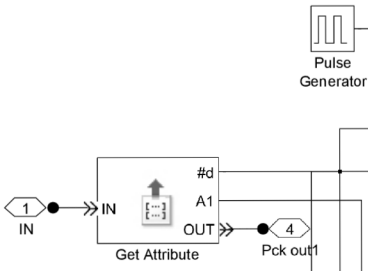 Pulse
Generator
#d
A1
1
IN
IN
OUT
4
Get Attribute
Pck out1